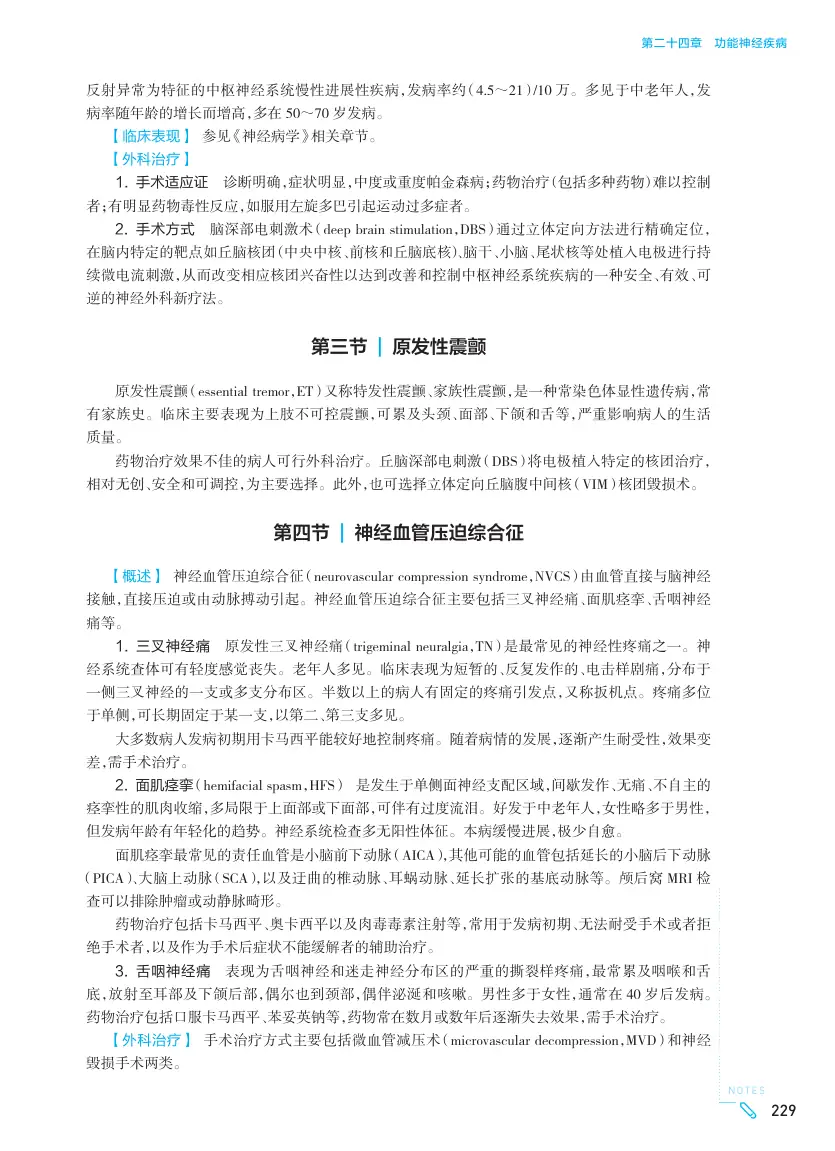 第二十四章　功能神经疾病
反射异常为特征的中枢神经系统慢性进展性疾病，发病率约（4.5～21）/10 万。多见于中老年人，发
病率随年龄的增长而增高，多在 50～70 岁发病。
【临床表现】 参见《神经病学》相关章节。
【外科治疗】
1. 手术适应证　诊断明确，症状明显，中度或重度帕金森病；药物治疗（包括多种药物）难以控制
者；有明显药物毒性反应，如服用左旋多巴引起运动过多症者。
2. 手术方式　脑深部电刺激术（deep brain stimulation，DBS）通过立体定向方法进行精确定位，
在脑内特定的靶点如丘脑核团（中央中核、前核和丘脑底核）、脑干、小脑、尾状核等处植入电极进行持
续微电流刺激，从而改变相应核团兴奋性以达到改善和控制中枢神经系统疾病的一种安全、有效、可
逆的神经外科新疗法。
第三节 | 原发性震颤
原发性震颤（essential tremor，ET）又称特发性震颤、家族性震颤，是一种常染色体显性遗传病，常
有家族史。临床主要表现为上肢不可控震颤，可累及头颈、面部、下颌和舌等，严重影响病人的生活
质量。
药物治疗效果不佳的病人可行外科治疗。丘脑深部电刺激（DBS）将电极植入特定的核团治疗，
相对无创、安全和可调控，为主要选择。此外，也可选择立体定向丘脑腹中间核（VIM）核团毁损术。
第四节 | 神经血管压迫综合征
【概述】 神经血管压迫综合征（neurovascular compression syndrome，NVCS）由血管直接与脑神经
接触，直接压迫或由动脉搏动引起。神经血管压迫综合征主要包括三叉神经痛、面肌痉挛、舌咽神经
痛等。
1. 三叉神经痛　原发性三叉神经痛（trigeminal neuralgia，TN）是最常见的神经性疼痛之一。神
经系统查体可有轻度感觉丧失。老年人多见。临床表现为短暂的、反复发作的、电击样剧痛，分布于
一侧三叉神经的一支或多支分布区。半数以上的病人有固定的疼痛引发点，又称扳机点。疼痛多位
于单侧，可长期固定于某一支，以第二、第三支多见。
大多数病人发病初期用卡马西平能较好地控制疼痛。随着病情的发展，逐渐产生耐受性，效果变
差，需手术治疗。
2. 面肌痉挛（hemifacial spasm，HFS）　是发生于单侧面神经支配区域，间歇发作、无痛、不自主的
痉挛性的肌肉收缩，多局限于上面部或下面部，可伴有过度流泪。好发于中老年人，女性略多于男性，
但发病年龄有年轻化的趋势。神经系统检查多无阳性体征。本病缓慢进展，极少自愈。
面肌痉挛最常见的责任血管是小脑前下动脉（AICA），其他可能的血管包括延长的小脑后下动脉
（PICA）、大脑上动脉（SCA），以及迂曲的椎动脉、耳蜗动脉、延长扩张的基底动脉等。颅后窝 MRI 检
查可以排除肿瘤或动静脉畸形。
药物治疗包括卡马西平、奥卡西平以及肉毒毒素注射等，常用于发病初期、无法耐受手术或者拒
绝手术者，以及作为手术后症状不能缓解者的辅助治疗。
3. 舌咽神经痛　表现为舌咽神经和迷走神经分布区的严重的撕裂样疼痛，最常累及咽喉和舌
底，放射至耳部及下颌后部，偶尔也到颈部，偶伴泌涎和咳嗽。男性多于女性，通常在 40 岁后发病。
药物治疗包括口服卡马西平、苯妥英钠等，药物常在数月或数年后逐渐失去效果，需手术治疗。
【外科治疗】 手术治疗方式主要包括微血管减压术（microvascular decompression，MVD）和神经
毁损手术两类。
NOTES
229